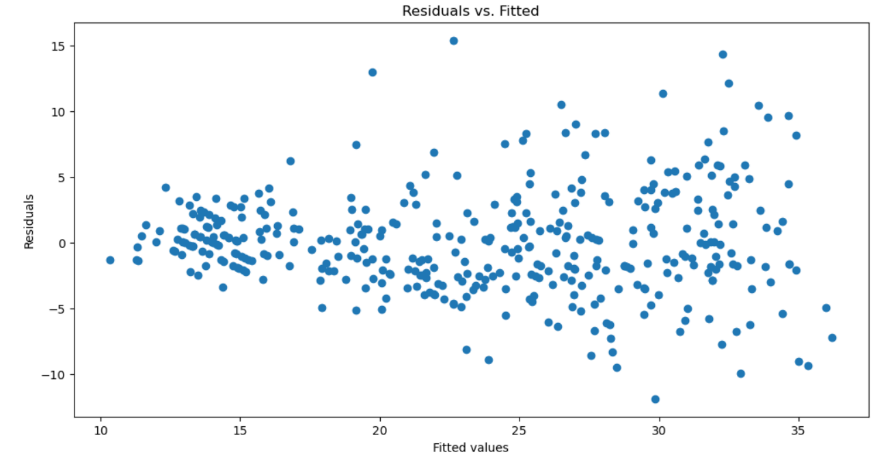 Residuals vs. Fitted
15
10
5
0
−5
−10
Residuals
10 15 20 25 30 35
Fitted values